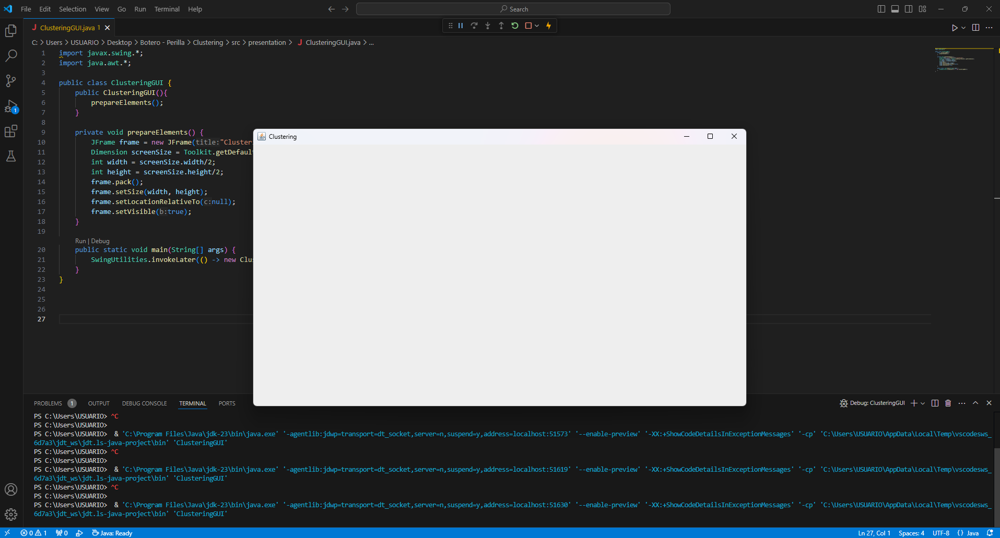 File Edit Selection View Go Run Terminal Help
Search
ClusteringGUI.java 1
C: > Users > USUARIO > Desktop > Botero - Perilla > Clustering > src > presentation > ClusteringGUI.java > ...
1 import javax.swing.*;
2 import java.awt.*;
3
4 public class ClusteringGUI {
5 public ClusteringGUI(){
6 prepareElements();
7 }
8
9 private void prepareElements() {
10 JFrame frame = new JFrame(title:"Clusteri
11 Dimension screenSize = Toolkit.getDefault
12 int width = screenSize.width/2;
13 int height = screenSize.height/2;
14 frame.pack();
15 frame.setSize(width, height);
16 frame.setLocationRelativeTo(c:null);
17 frame.setVisible(b:true);
18 }
19
Run | Debug
20 public static void main(String[] args) {
21 SwingUtilities.invokeLater(() -> new Clus
22 }
23 }
24
25
26
27
Clustering
PROBLEMS 1 OUTPUT DEBUG CONSOLE TERMINAL PORTS
Debug: ClusteringGUI
PS C:\Users\USUARIO> ^C
PS C:\Users\USUARIO>
PS C:\Users\USUARIO> & 'C:\Program Files\Java\jdk-23\bin\java.exe' '-agentlib:jdwp=transport=dt_socket,server=n,suspend=y,address=localhost:51573' '--enable-preview' '-XX:+ShowCodeDetailsInExceptionMessages' '-cp' 'C:\Users\USUARIO\AppData\Local\Temp\vscodesws_
6d7a3\jdt_ws\jdt.ls-java-project\bin' 'ClusteringGUI'
PS C:\Users\USUARIO> ^C
PS C:\Users\USUARIO>
PS C:\Users\USUARIO> & 'C:\Program Files\Java\jdk-23\bin\java.exe' '-agentlib:jdwp=transport=dt_socket,server=n,suspend=y,address=localhost:51619' '--enable-preview' '-XX:+ShowCodeDetailsInExceptionMessages' '-cp' 'C:\Users\USUARIO\AppData\Local\Temp\vscodesws_
6d7a3\jdt_ws\jdt.ls-java-project\bin' 'ClusteringGUI'
PS C:\Users\USUARIO> ^C
PS C:\Users\USUARIO>
PS C:\Users\USUARIO> & 'C:\Program Files\Java\jdk-23\bin\java.exe' '-agentlib:jdwp=transport=dt_socket,server=n,suspend=y,address=localhost:51630' '--enable-preview' '-XX:+ShowCodeDetailsInExceptionMessages' '-cp' 'C:\Users\USUARIO\AppData\Local\Temp\vscodesws_
6d7a3\jdt_ws\jdt.ls-java-project\bin' 'ClusteringGUI'
0 1 0 Java: Ready
Ln 27, Col 1 Spaces: 4 UTF-8 {} Java